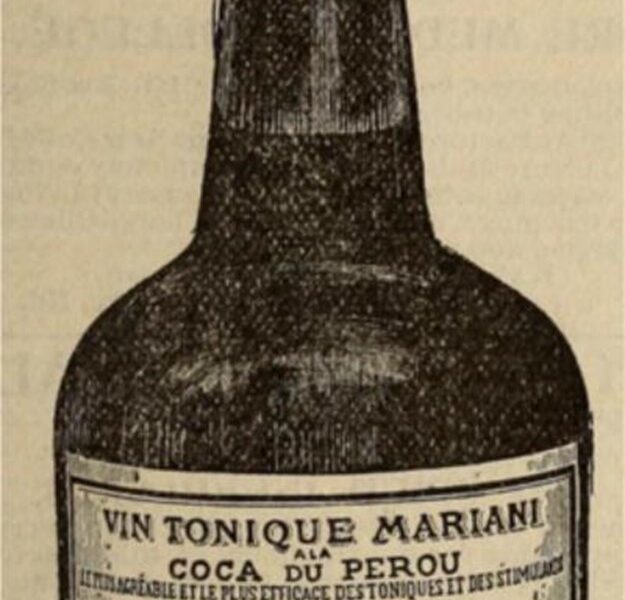 VIN TONIQUE MARIANI
A LA
COCA DU PEROU
LE PLUS AGRÉABLE ET LE PLUS EFFICACE DES TONIQUES ET DES STIMULANTS